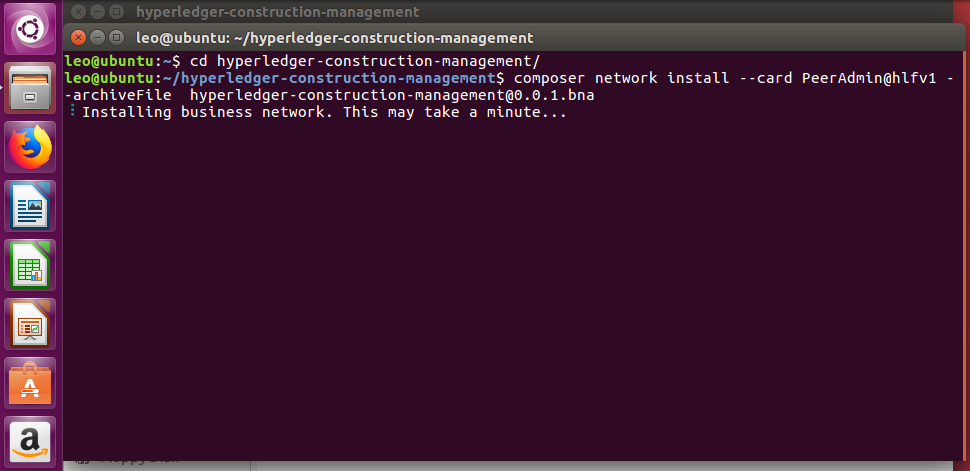 hyperledger-construction-management
leo@ubuntu: ~/hyperledger-construction-management
leo@ubuntu:~$ cd hyperledger-construction-management/
leo@ubuntu:~/hyperledger-construction-management$ composer network install --card PeerAdmin@hlfv1 -
-archiveFile  hyperledger-construction-management@0.0.1.bna
⠇Installing business network. This may take a minute...